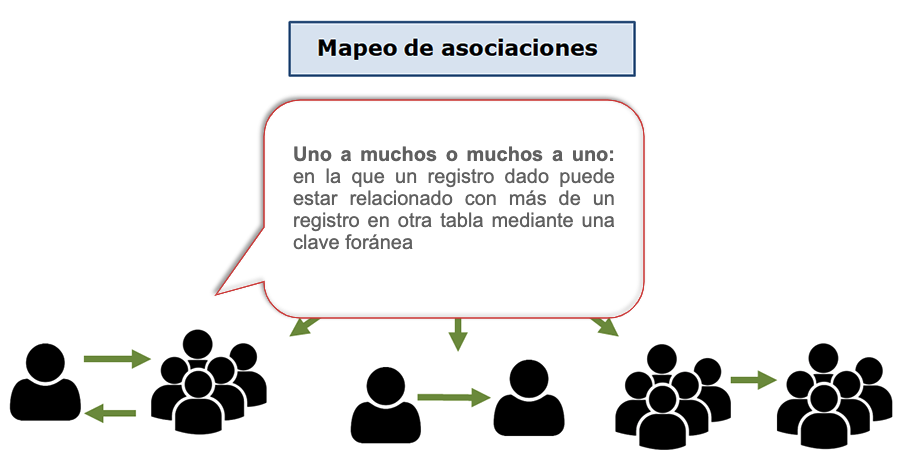 Mapeo de asociaciones
Uno a muchos o muchos a uno:
en la que un registro dado puede
estar relacionado con más de un
registro en otra tabla mediante una
clave foránea